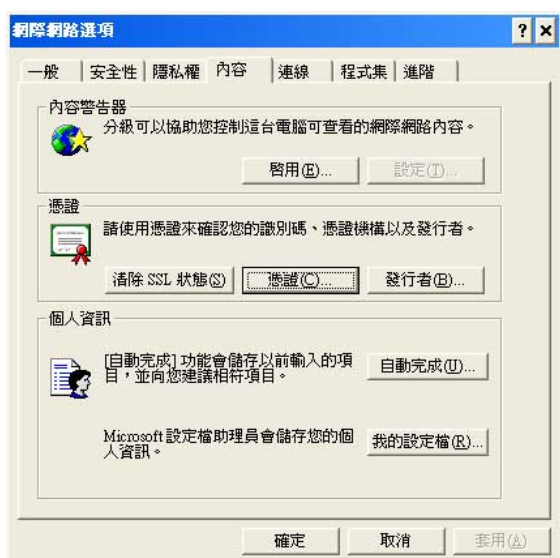 網際網路選項
一般 安全性 隱私權 內容 連線 程式集 進階
內容警告器
分級可以協助您控制這台電腦可查看的網際網路內容。
啓用(E)... 設定(T)...
憑證
請使用憑證來確認您的識別碼、憑證機構以及發行者。
清除 SSL 狀態(S) 憑證(C)... 發行者(B)...
個人資訊
[自動完成] 功能會儲存以前輸入的項
目，並向您建議相符項目。
自動完成(U)...
Microsoft 設定檔助理員會儲存您的個
人資訊。
我的設定檔(R)...
確定 取消 套用(A)